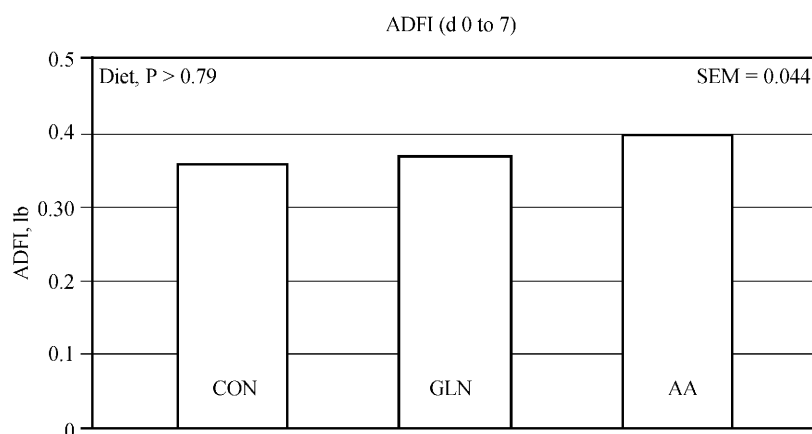 ADFI (d 0 to 7)
0.5
Diet, P > 0.79
SEM = 0.044
0.4
0.30
0.2
0.1
0
ADFI, lb
CON
GLN
AA